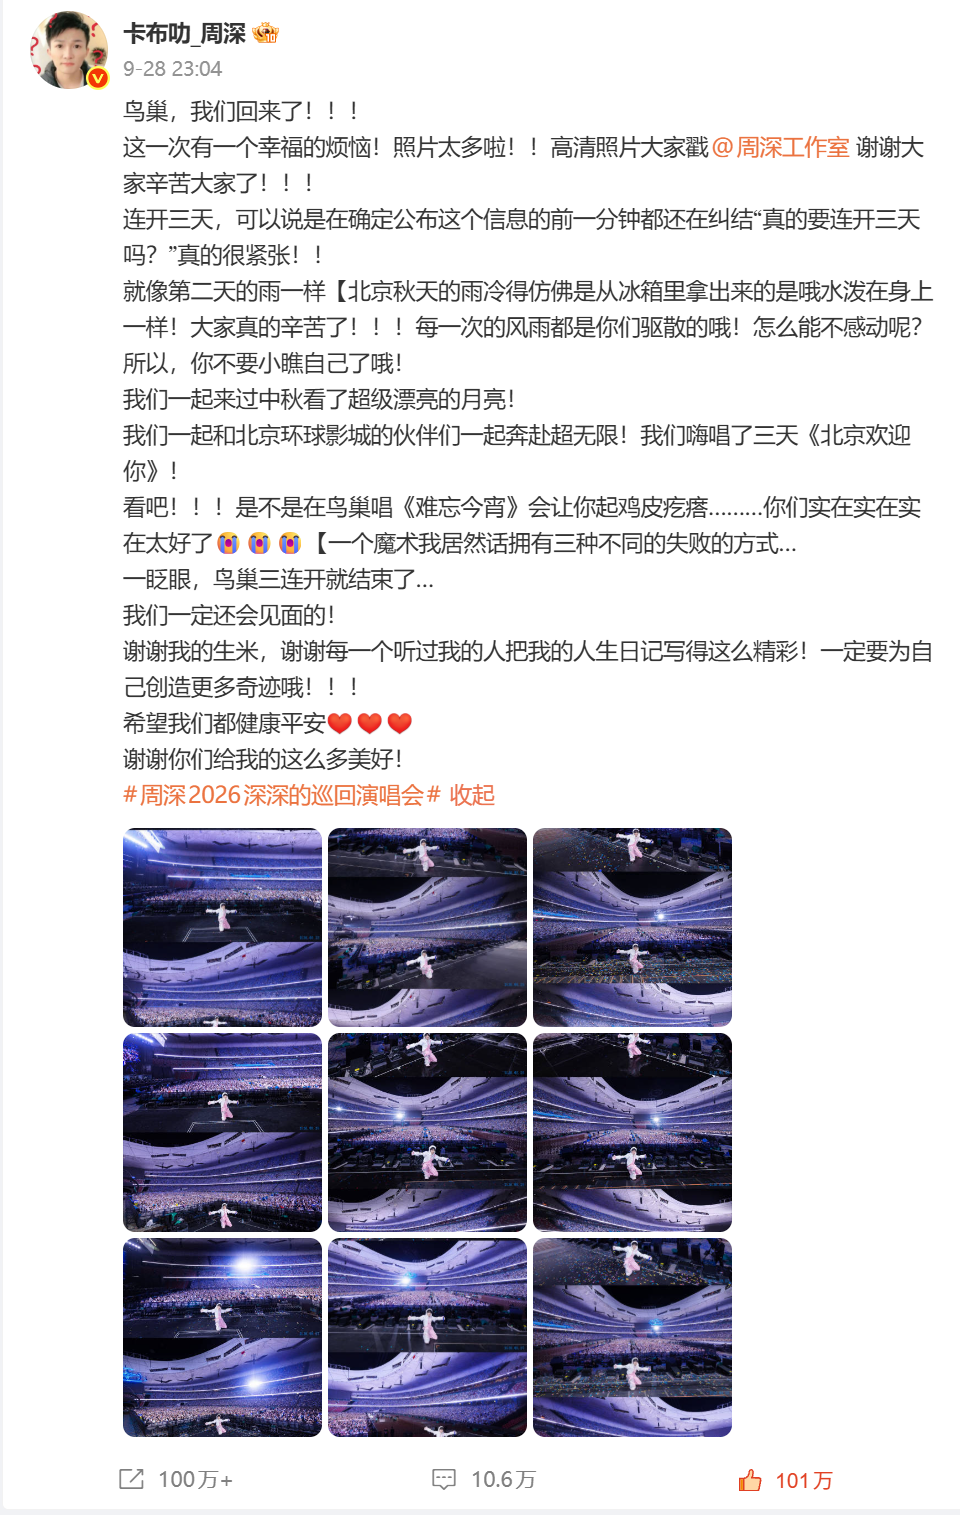 卡布叻_周深
9-28 23:04
鸟巢，我们回来了！！！
这一次有一个幸福的烦恼！照片太多啦！！高清照片大家戳@周深工作室 谢谢大
家辛苦大家了！！！
连开三天，可以说是在确定公布这个信息的前一分钟都还在纠结“真的要连开三天
吗？”真的很紧张！！
就像第二天的雨一样【北京秋天的雨冷得仿佛是从冰箱里拿出来的是哦水泼在身上
一样！大家真的辛苦了！！！每一次的风雨都是你们驱散的哦！怎么能不感动呢？
所以，你不要小瞧自己了哦！
我们一起来过中秋看了超级漂亮的月亮！
我们一起和北京环球影城的伙伴们一起奔赴超无限！我们嗨唱了三天《北京欢迎
你》！
看吧！！！是不是在鸟巢唱《难忘今宵》会让你起鸡皮疙瘩………你们实在实在实
在太好了😭😭😭【一个魔术我居然话拥有三种不同的失败的方式…
一眨眼，鸟巢三连开就结束了…
我们一定还会见面的！
谢谢我的生米，谢谢每一个听过我的人把我的人生日记写得这么精彩！一定要为自
己创造更多奇迹哦！！！
希望我们都健康平安❤️❤️❤️
谢谢你们给我的这么多美好！
#周深2026深深的巡回演唱会# 收起
100万+
10.6万
101万